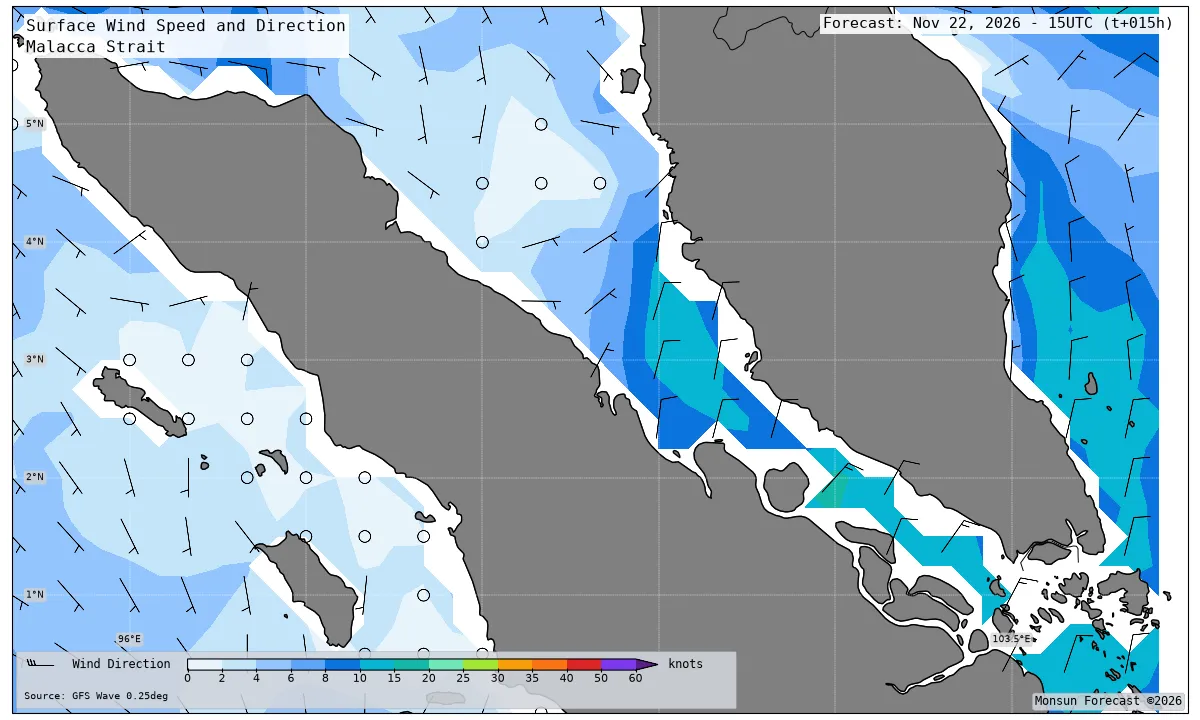 Surface Wind Speed and Direction
Malacca Strait
Forecast: Nov 22, 2026 - 15UTC (t+015h)
5°N
4°N
3°N
2°N
1°N
96°E
103.5°E
Wind Direction
knots
0 2 4 6 8 10 12 15 20 25 30 35 40 50 60
Source: GFS Wave 0.25deg
Monsun Forecast ©2026